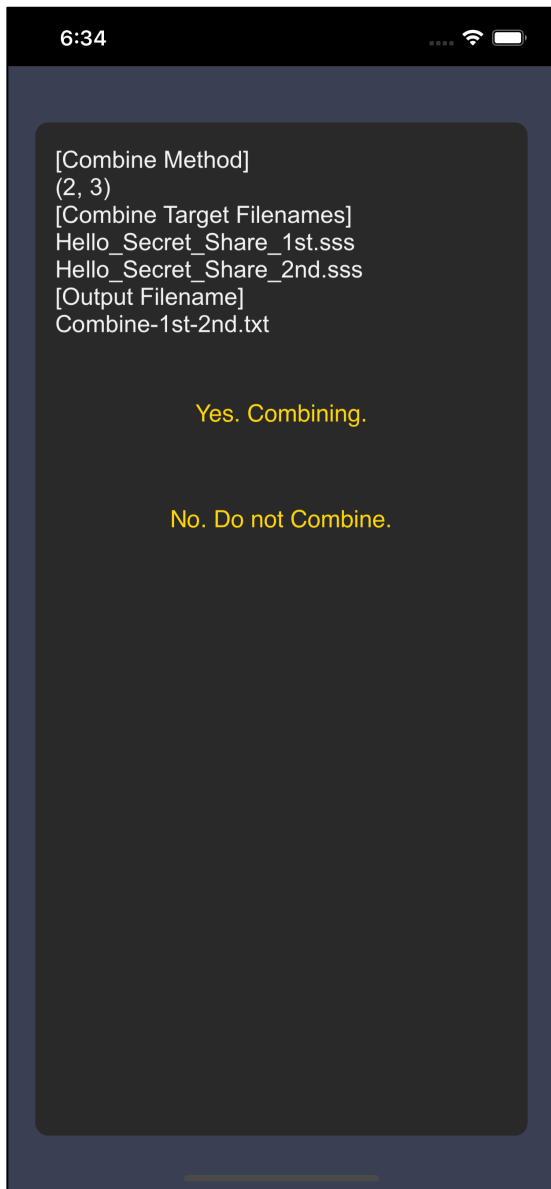 6:34
[Combine Method]
(2, 3)
[Combine Target Filenames]
Hello_Secret_Share_1st.sss
Hello_Secret_Share_2nd.sss
[Output Filename]
Combine-1st-2nd.txt
Yes. Combining.
No. Do not Combine.